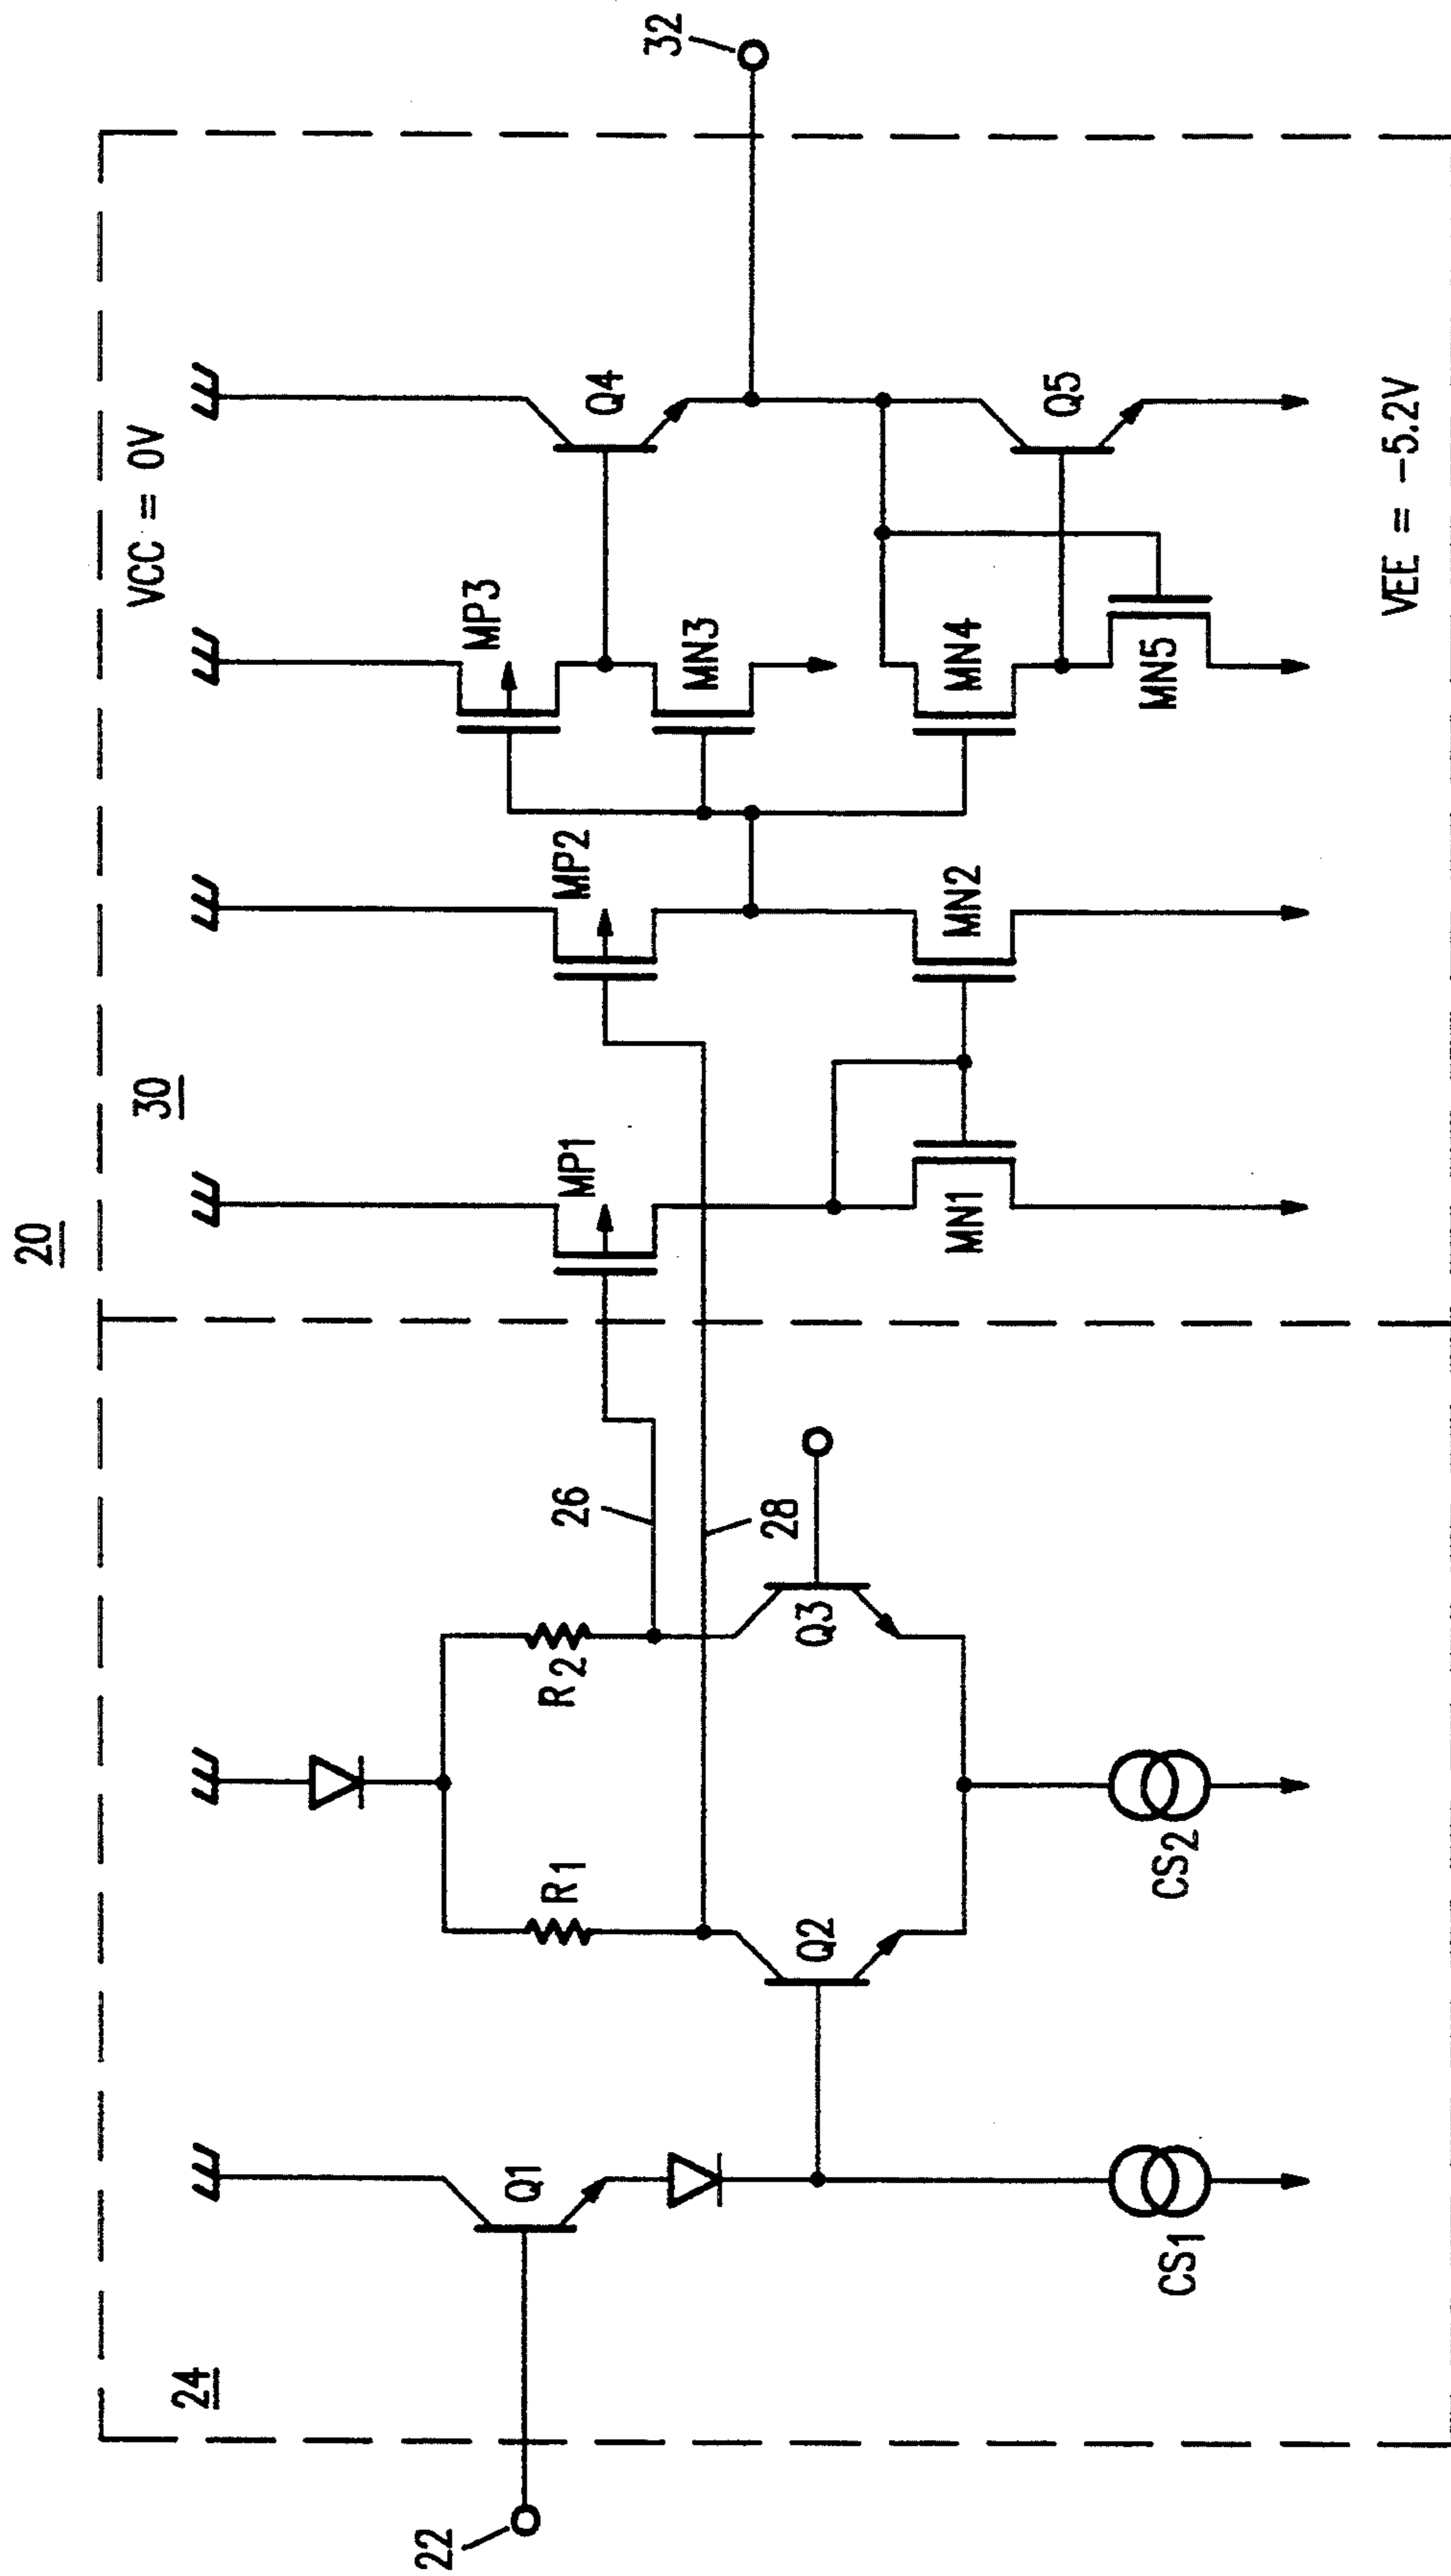 20
24
30
VCC = 0V
22
Q1
CS1
R1
R2
Q2
Q3
CS2
26
28
MP1
MN1
MP2
MN2
MP3
MN3
MN4
MN5
Q4
Q5
32
VEE = −5.2V